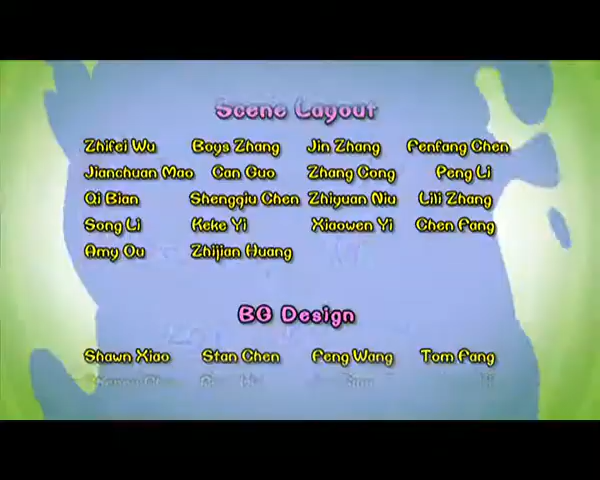 Scene Layout
Zhifei Wu Boys Zhang Jin Zhang Fenfang Chen
Jianchuan Mao Can Guo Zhang Cong Peng Li
Qi Bian Shengqiu Chen Zhiyuan Niu Lili Zhang
Song Li Keke Yi Xiaowen Yi Chen Fang
Amy Ou Zhijian Huang
BG Design
Shawn Xiao Stan Chen Feng Wang Tom Fang